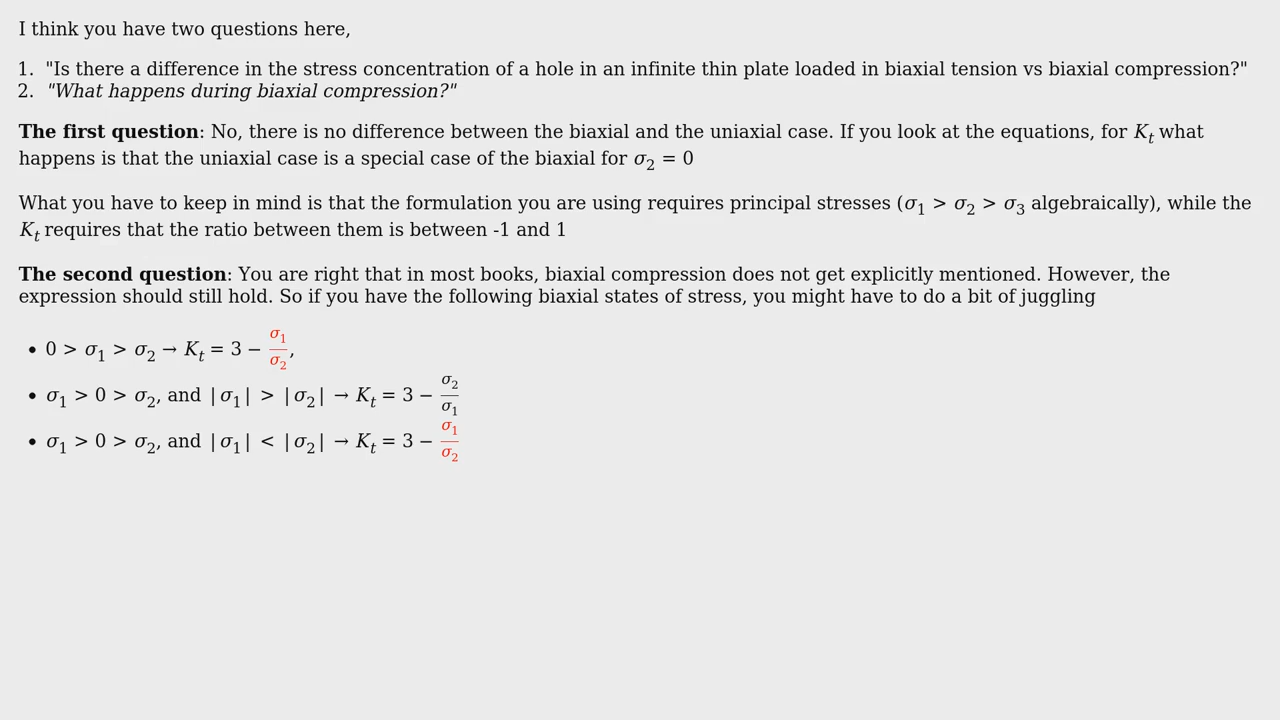 I think you have two questions here,
1. "Is there a difference in the stress concentration of a hole in an infinite thin plate loaded in biaxial tension vs biaxial compression?"
2. "What happens during biaxial compression?"
The first question: No, there is no difference between the biaxial and the uniaxial case. If you look at the equations, for K_t what
happens is that the uniaxial case is a special case of the biaxial for σ_2 = 0
What you have to keep in mind is that the formulation you are using requires principal stresses (σ_1 > σ_2 > σ_3 algebraically), while the
K_t requires that the ratio between them is between -1 and 1
The second question: You are right that in most books, biaxial compression does not get explicitly mentioned. However, the
expression should still hold. So if you have the following biaxial states of stress, you might have to do a bit of juggling
• 0 > σ_1 > σ_2 → K_t = 3 − σ_1/σ_2,
• σ_1 > 0 > σ_2, and |σ_1| > |σ_2| → K_t = 3 − σ_2/σ_1
• σ_1 > 0 > σ_2, and |σ_1| < |σ_2| → K_t = 3 − σ_1/σ_2